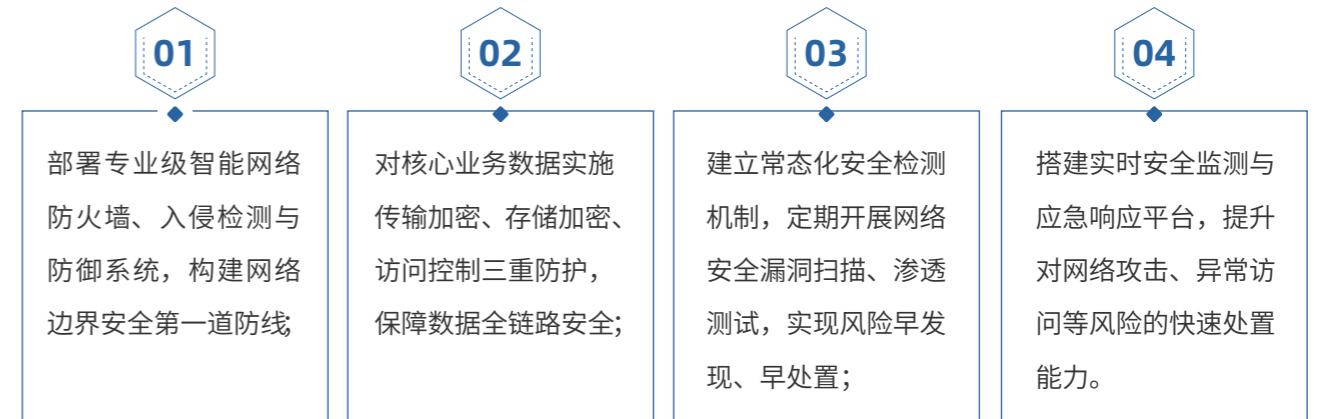 01
部署专业级智能网络
防火墙、入侵检测与
防御系统，构建网络
边界安全第一道防线;
02
对核心业务数据实施
传输加密、存储加密、
访问控制三重防护，
保障数据全链路安全;
03
建立常态化安全检测
机制，定期开展网络
安全漏洞扫描、渗透
测试，实现风险早发
现、早处置；
04
搭建实时安全监测与
应急响应平台，提升
对网络攻击、异常访
问等风险的快速处置
能力。